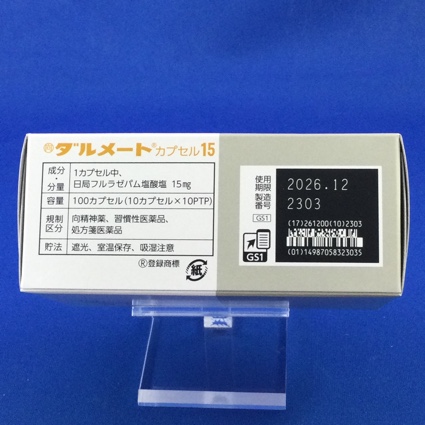 Ⓡダルメート®カプセル15
成分・分量 1カプセル中、
日局フルラゼパム塩酸塩 15mg
容量 100カプセル(10カプセル×10PTP)
規制区分 向精神薬、習慣性医薬品、
処方箋医薬品
貯法 遮光、室温保存、吸湿注意
Ⓡ登録商標
紙
使用期限 2026.12
製造番号 2303
GS1
(17)261200(10)2303
(01)14987058323035
GS1